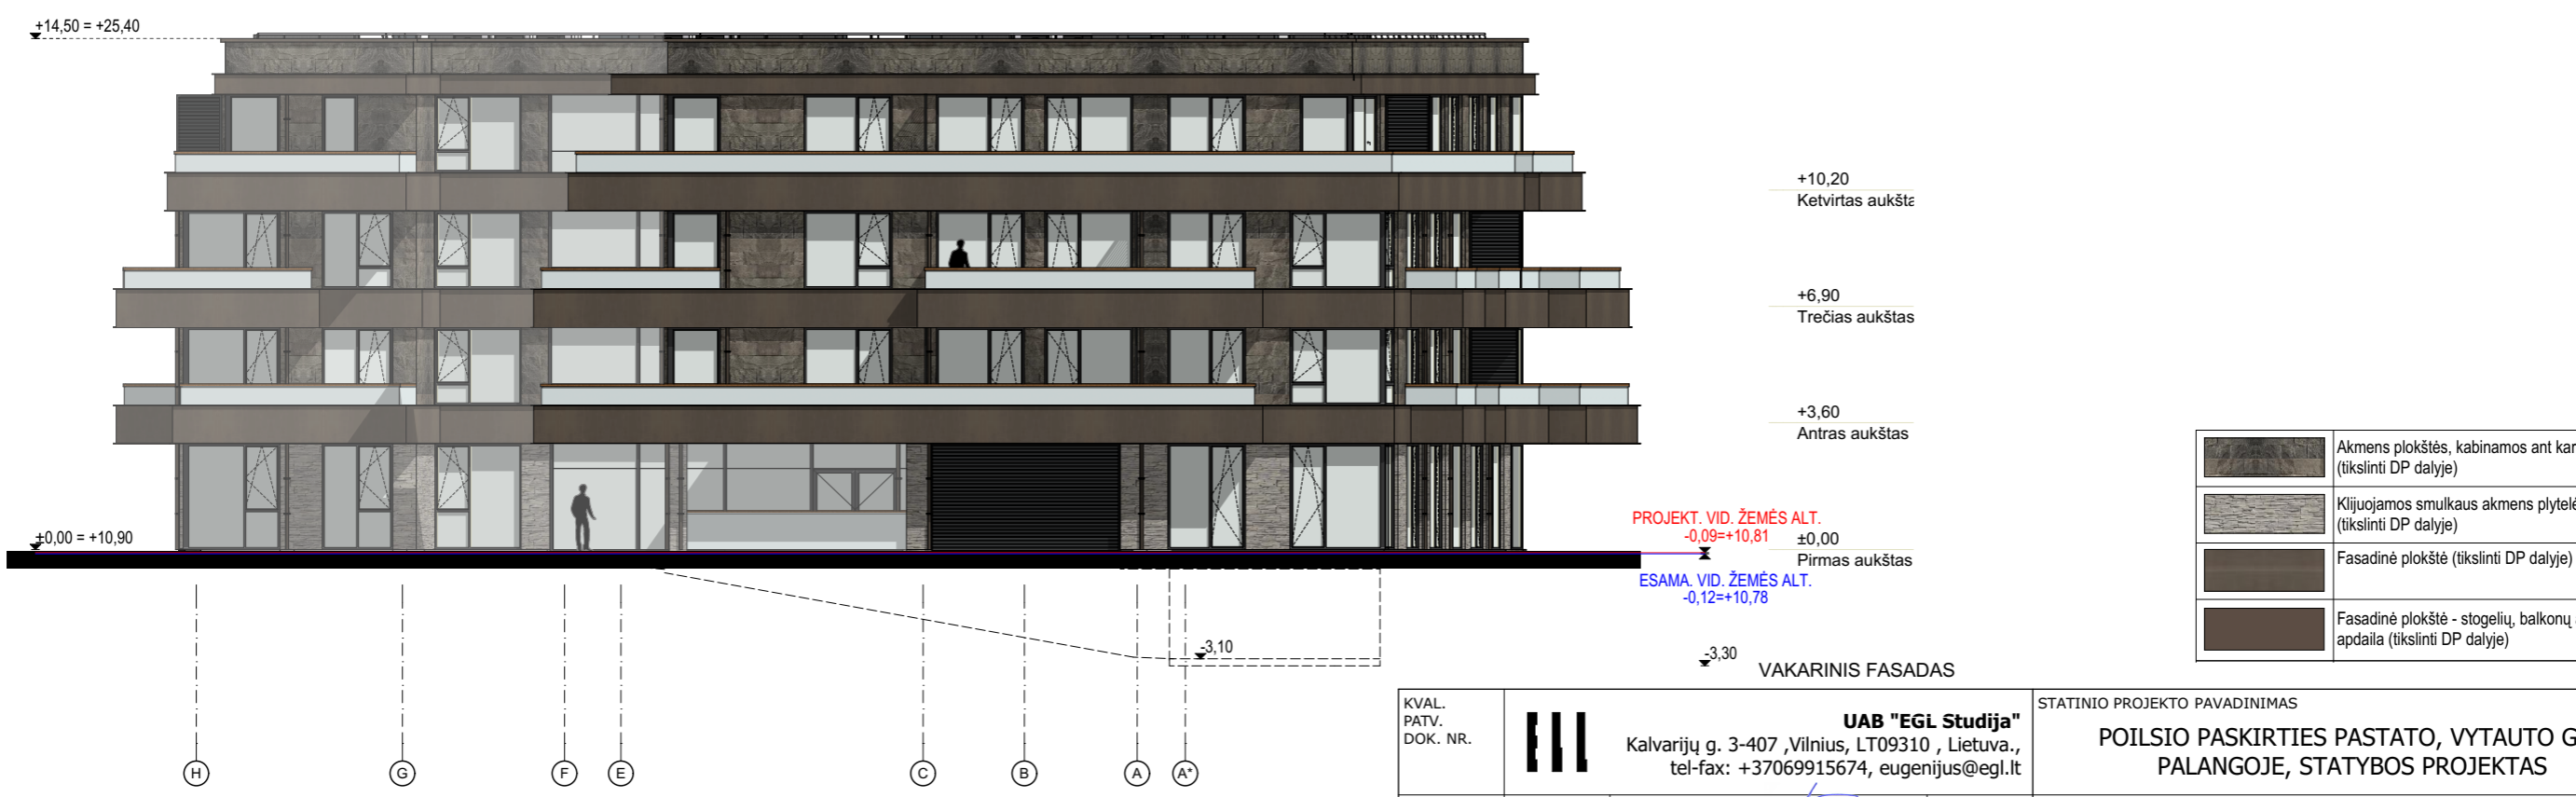 +14,50 = +25,40
+10,20
Ketvirtas aukšta
+6,90
Trečias aukštas
+3,60
Antras aukštas
±0,00 = +10,90
PROJEKT. VID. ŽEMĖS ALT.
-0,09=+10,81
±0,00
Pirmas aukštas
ESAMA. VID. ŽEMĖS ALT.
-0,12=+10,78
-3,10
-3,30
VAKARINIS FASADAS
H
G
F
E
C
B
A
A*
Akmens plokštės, kabinamos ant kar
(tikslinti DP dalyje)
Klijuojamos smulkaus akmens plytelė
(tikslinti DP dalyje)
Fasadinė plokštė (tikslinti DP dalyje)
Fasadinė plokštė - stogelių, balkonų
apdaila (tikslinti DP dalyje)
KVAL.
PATV.
DOK. NR.
UAB "EGL Studija"
Kalvarijų g. 3-407 ,Vilnius, LT09310 , Lietuva.,
tel-fax: +37069915674, eugenijus@egl.lt
STATINIO PROJEKTO PAVADINIMAS
POILSIO PASKIRTIES PASTATO, VYTAUTO G
PALANGOJE, STATYBOS PROJEKTAS